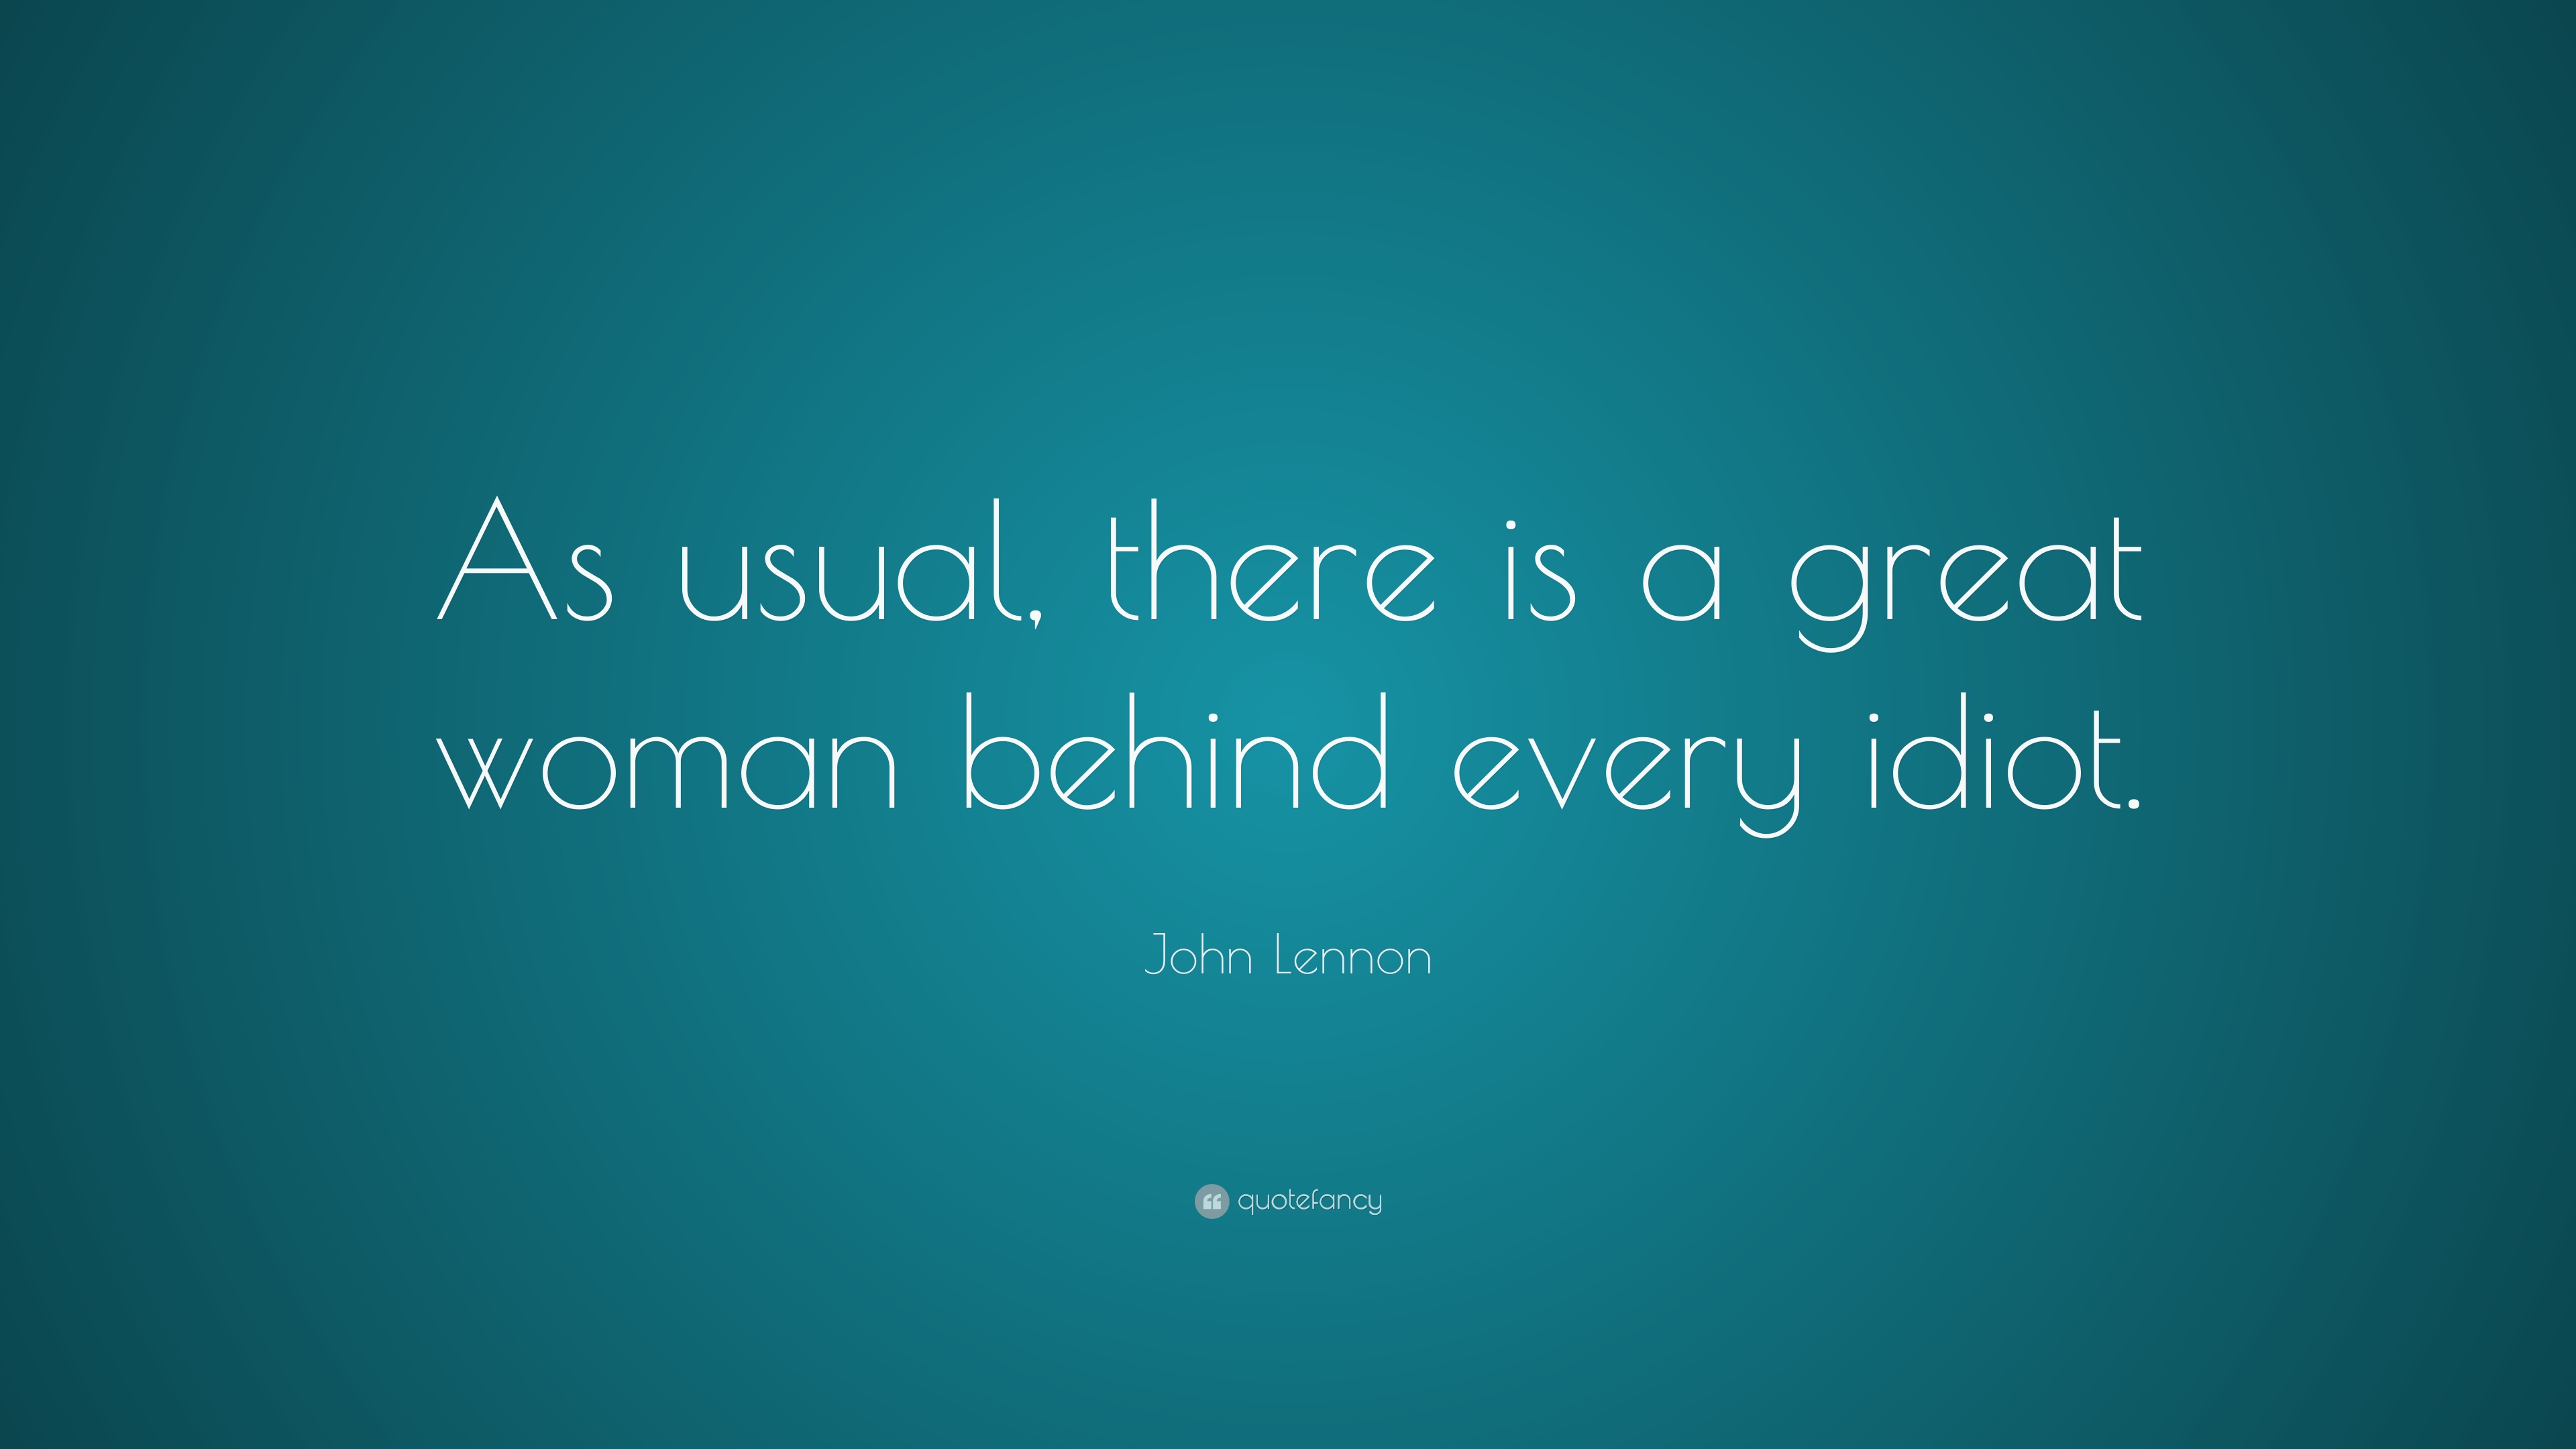 As usual, there is a great
woman behind every idiot.
John Lennon
quotefancy